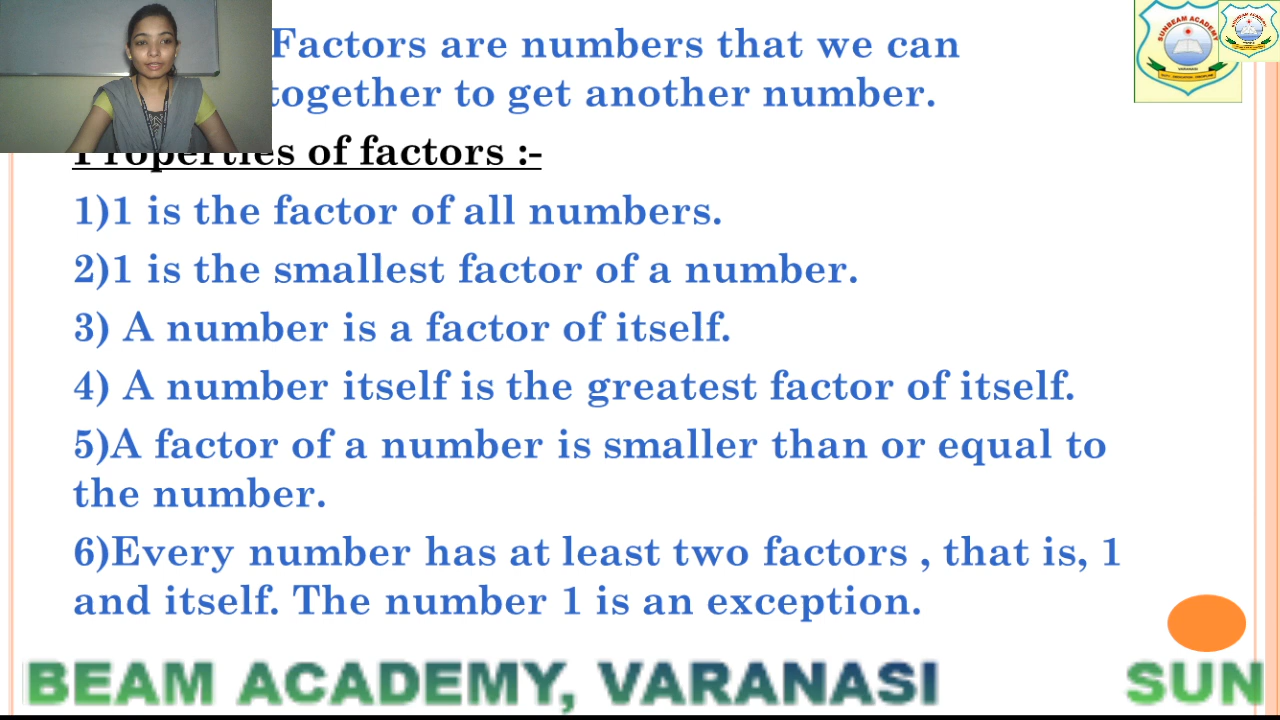 Factors are numbers that we can
together to get another number.
Properties of factors :-
1)1 is the factor of all numbers.
2)1 is the smallest factor of a number.
3) A number is a factor of itself.
4) A number itself is the greatest factor of itself.
5)A factor of a number is smaller than or equal to
the number.
6)Every number has at least two factors , that is, 1
and itself. The number 1 is an exception.
SUNBEAM ACADEMY
VARANASI
BEAM ACADEMY, VARANASI SUN